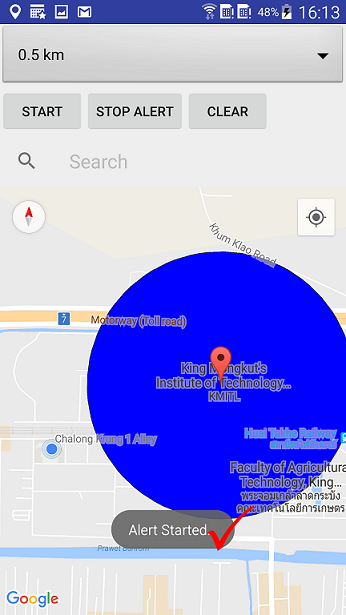 48% 16:13
0.5 km
START STOP ALERT CLEAR
Search
Khum Klao Road
7
Motorway (Toll road)
King Mongkut's
Institute of Technology...
KMITL
Chalong Krung 1 Alley
Hua Takhe Railway
Faculty of Agricultural
Technology, King...
พระจอมเกล้าลาดกระบัง
คณะเทคโนโลยีการเกษตร
Alert Started.
Prawet Burirom
Google